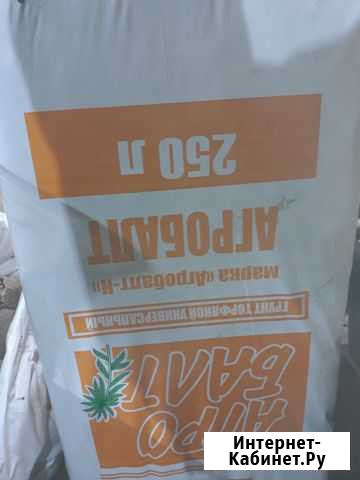 АГРО
БАЛТ
ГРУНТ ТОРФЯНОЙ УНИВЕРСАЛЬНЫЙ
марка «Агробалт-Н»
АГРОБАЛТ
250 л
Интернет-
Кабинет.Ру